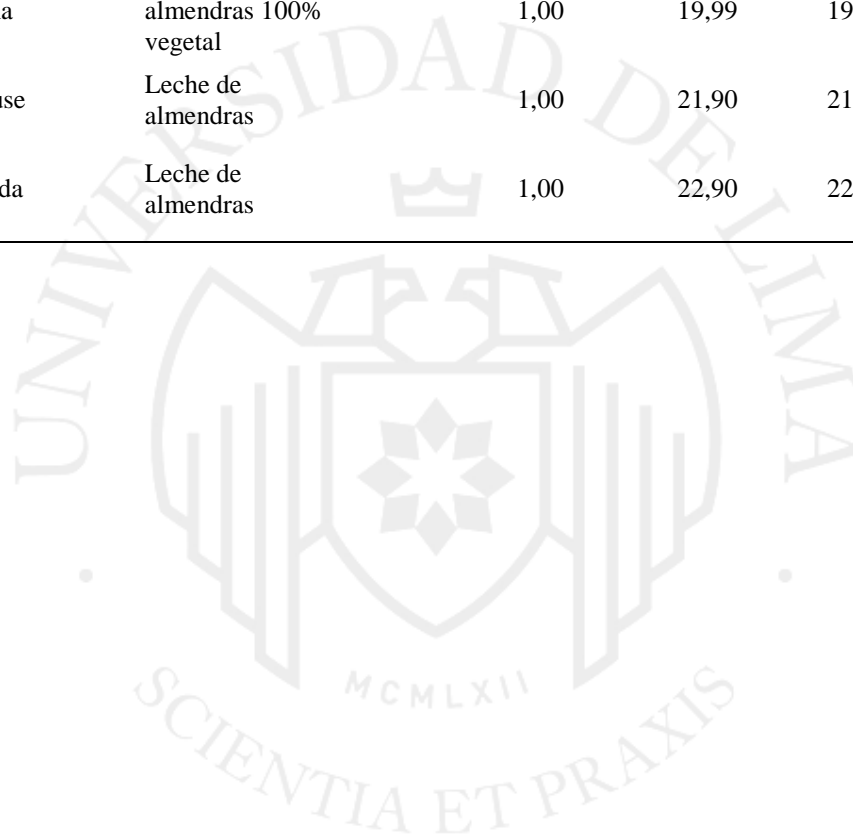 a almendras 100% 1,00 19,99 19
vegetal
use Leche de
almendras 1,00 21,90 21
da Leche de
almendras 1,00 22,90 22
UNIVERSIDAD DE LIMA
MCMLXII
SCIENTIA ET PRAXIS